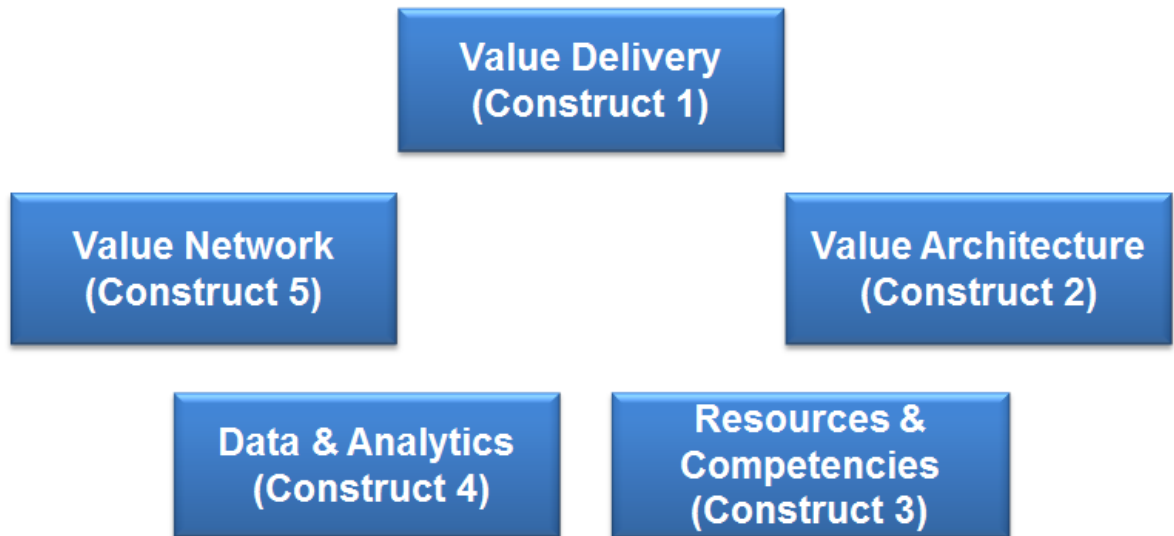 Value Delivery
(Construct 1)
Value Network
(Construct 5)
Value Architecture
(Construct 2)
Data & Analytics
(Construct 4)
Resources &
Competencies
(Construct 3)